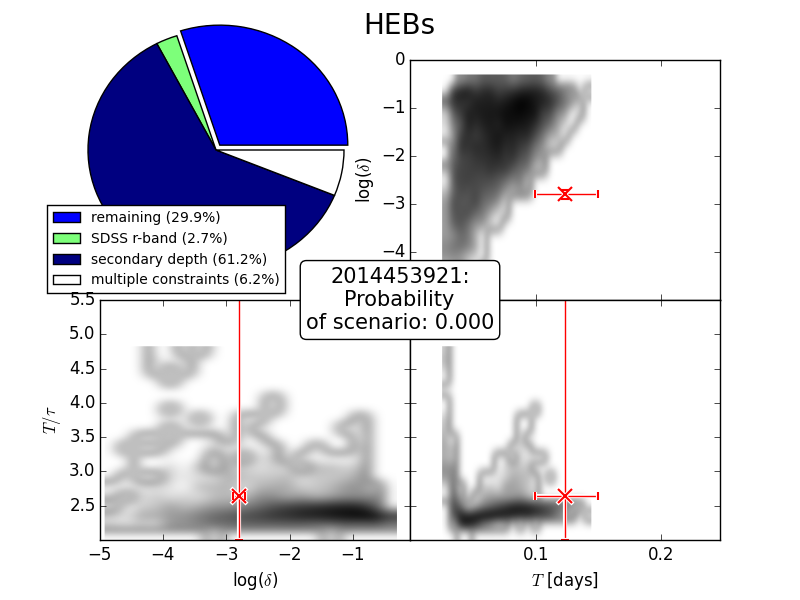 HEBs
remaining (29.9%)
SDSS r-band (2.7%)
secondary depth (61.2%)
multiple constraints (6.2%)
0
−1
−2
−3
−4
log(δ)
2014453921:
Probability
of scenario: 0.000
5.5
5.0
4.5
4.0
3.5
3.0
2.5
T/τ
−5 −4 −3 −2 −1
log(δ)
0.1 0.2
T [days]